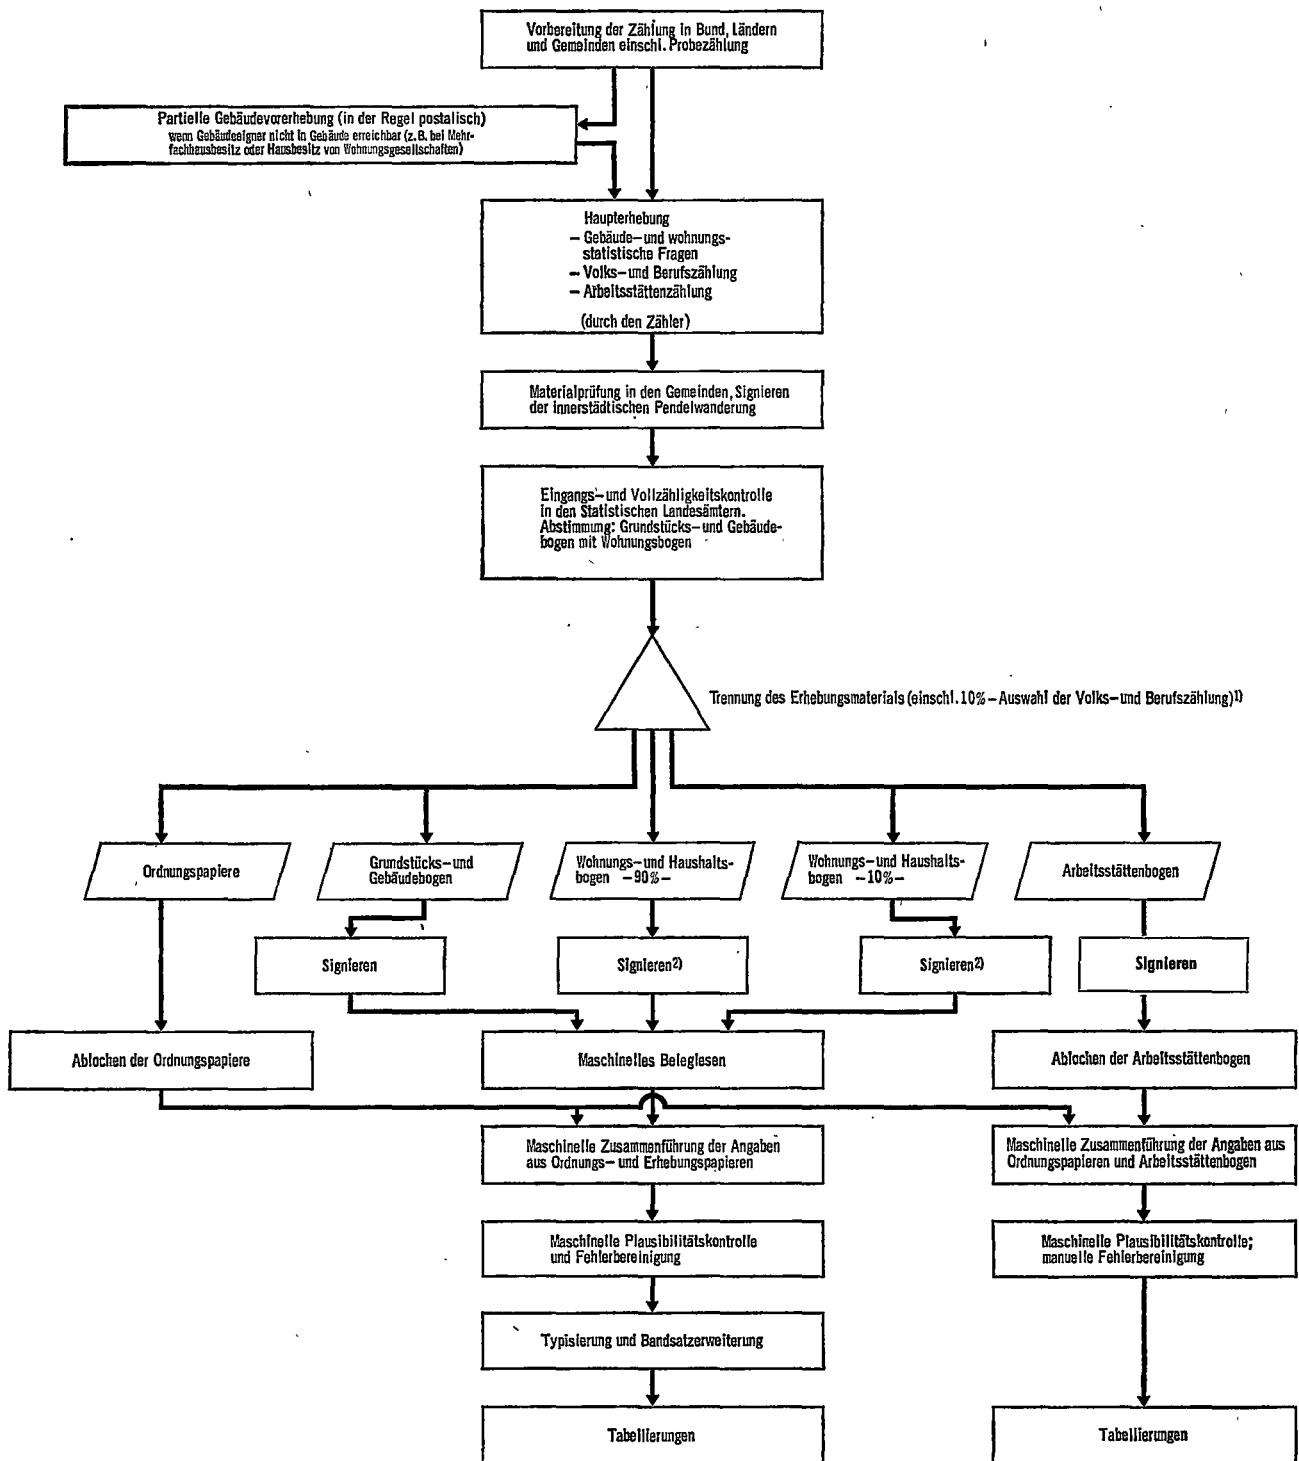 Vorbereitung der Zählung in Bund, Ländern
und Gemeinden einschl. Probezählung
Partielle Gebäudevorerhebung (in der Regel postalisch)
wenn Gebäudeeigner nicht in Gebäude erreichbar (z.B. bei Mehr-
fachhausbesitz oder Hausbesitz von Wohnungsgesellschaften)
Haupterhebung
– Gebäude– und wohnungs-
statistische Fragen
– Volks– und Berufszählung
– Arbeitsstättenzählung
(durch den Zähler)
Materialprüfung in den Gemeinden, Signieren
der innerstädtischen Pendelwanderung
Eingangs– und Vollzähligkeitskontrolle
in den Statistischen Landesämtern.
Abstimmung: Grundstücks– und Gebäude-
bogen mit Wohnungsbogen
Trennung des Erhebungsmaterials (einschl. 10% – Auswahl der Volks– und Berufszählung)1)
Ordnungspapiere
Grundstücks– und
Gebäudebogen
Wohnungs– und Haushalts-
bogen –90%–
Wohnungs– und Haushalts-
bogen –10%–
Arbeitsstättenbogen
Signieren
Signieren2)
Signieren2)
Signieren
Ablochen der Ordnungspapiere
Maschinelles Beleglesen
Ablochen der Arbeitsstättenbogen
Maschinelle Zusammenführung der Angaben
aus Ordnungs– und Erhebungspapieren
Maschinelle Zusammenführung der Angaben aus
Ordnungspapieren und Arbeitsstättenbogen
Maschinelle Plausibilitätskontrolle
und Fehlerbereinigung
Maschinelle Plausibilitätskontrolle;
manuelle Fehlerbereinigung
Typisierung und Bandsatzerweiterung
Tabellierungen
Tabellierungen